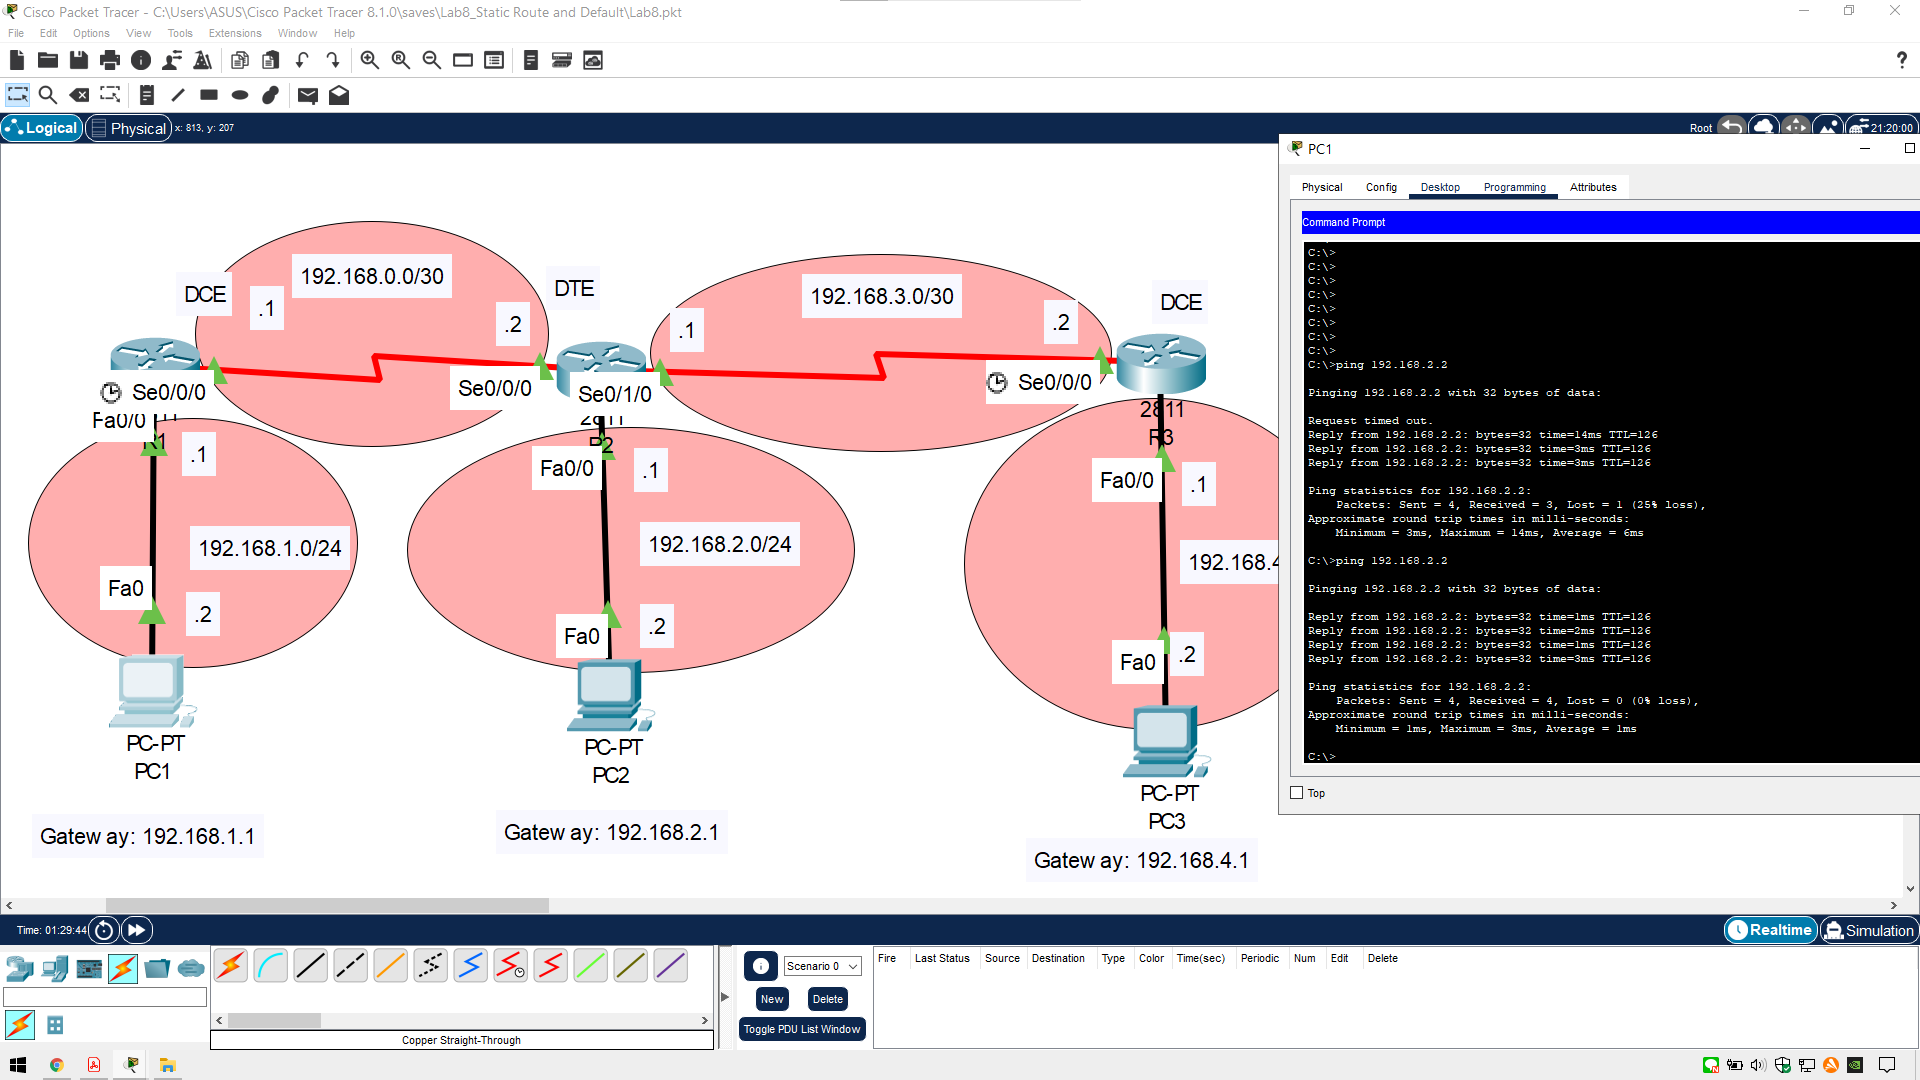 Cisco Packet Tracer - C:\Users\ASUS\Cisco Packet Tracer 8.1.0\saves\Lab8_Static Route and Default\Lab8.pkt
File Edit Options View Tools Extensions Window Help
Logical Physical x: 813, y: 207 Root 21:20:00
PC1
Physical Config Desktop Programming Attributes
Command Prompt
C:\>
C:\>
C:\>
C:\>
C:\>
C:\>
C:\>
C:\>
C:\>ping 192.168.2.2
Pinging 192.168.2.2 with 32 bytes of data:
Request timed out.
Reply from 192.168.2.2: bytes=32 time=14ms TTL=126
Reply from 192.168.2.2: bytes=32 time=3ms TTL=126
Reply from 192.168.2.2: bytes=32 time=3ms TTL=126
Ping statistics for 192.168.2.2:
Packets: Sent = 4, Received = 3, Lost = 1 (25% loss),
Approximate round trip times in milli-seconds:
Minimum = 3ms, Maximum = 14ms, Average = 6ms
C:\>ping 192.168.2.2
Pinging 192.168.2.2 with 32 bytes of data:
Reply from 192.168.2.2: bytes=32 time=1ms TTL=126
Reply from 192.168.2.2: bytes=32 time=2ms TTL=126
Reply from 192.168.2.2: bytes=32 time=1ms TTL=126
Reply from 192.168.2.2: bytes=32 time=3ms TTL=126
Ping statistics for 192.168.2.2:
Packets: Sent = 4, Received = 4, Lost = 0 (0% loss),
Approximate round trip times in milli-seconds:
Minimum = 1ms, Maximum = 3ms, Average = 1ms
C:\>
Top
DCE .1 192.168.0.0/30 .2 DTE
.1 192.168.3.0/30 .2 DCE
Se0/0/0 Se0/0/0 Se0/1/0 Se0/0/0
Fa0/0 R1 2811 R2 2811 R3
.1 Fa0/0 .1 Fa0/0 .1
192.168.1.0/24 192.168.2.0/24 192.168.4
Fa0 .2 Fa0 .2 Fa0 .2
PC-PT
PC1
PC-PT
PC2
PC-PT
PC3
Gatew ay: 192.168.1.1
Gatew ay: 192.168.2.1
Gatew ay: 192.168.4.1
Time: 01:29:44 Realtime Simulation
Scenario 0
New Delete
Toggle PDU List Window
Fire Last Status Source Destination Type Color Time(sec) Periodic Num Edit Delete
Copper Straight-Through